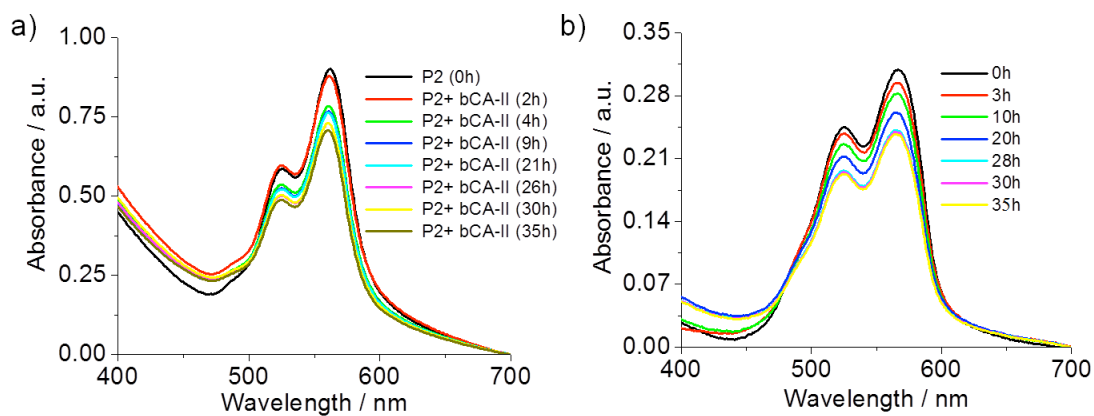 a)
Absorbance / a.u.
1.00
0.75
0.50
0.25
0.00
400
500
600
700
Wavelength / nm
P2 (0h)
P2+ bCA-II (2h)
P2+ bCA-II (4h)
P2+ bCA-II (9h)
P2+ bCA-II (21h)
P2+ bCA-II (26h)
P2+ bCA-II (30h)
P2+ bCA-II (35h)
b)
Absorbance / a.u.
0.35
0.28
0.21
0.14
0.07
0.00
400
500
600
700
Wavelength / nm
0h
3h
10h
20h
28h
30h
35h